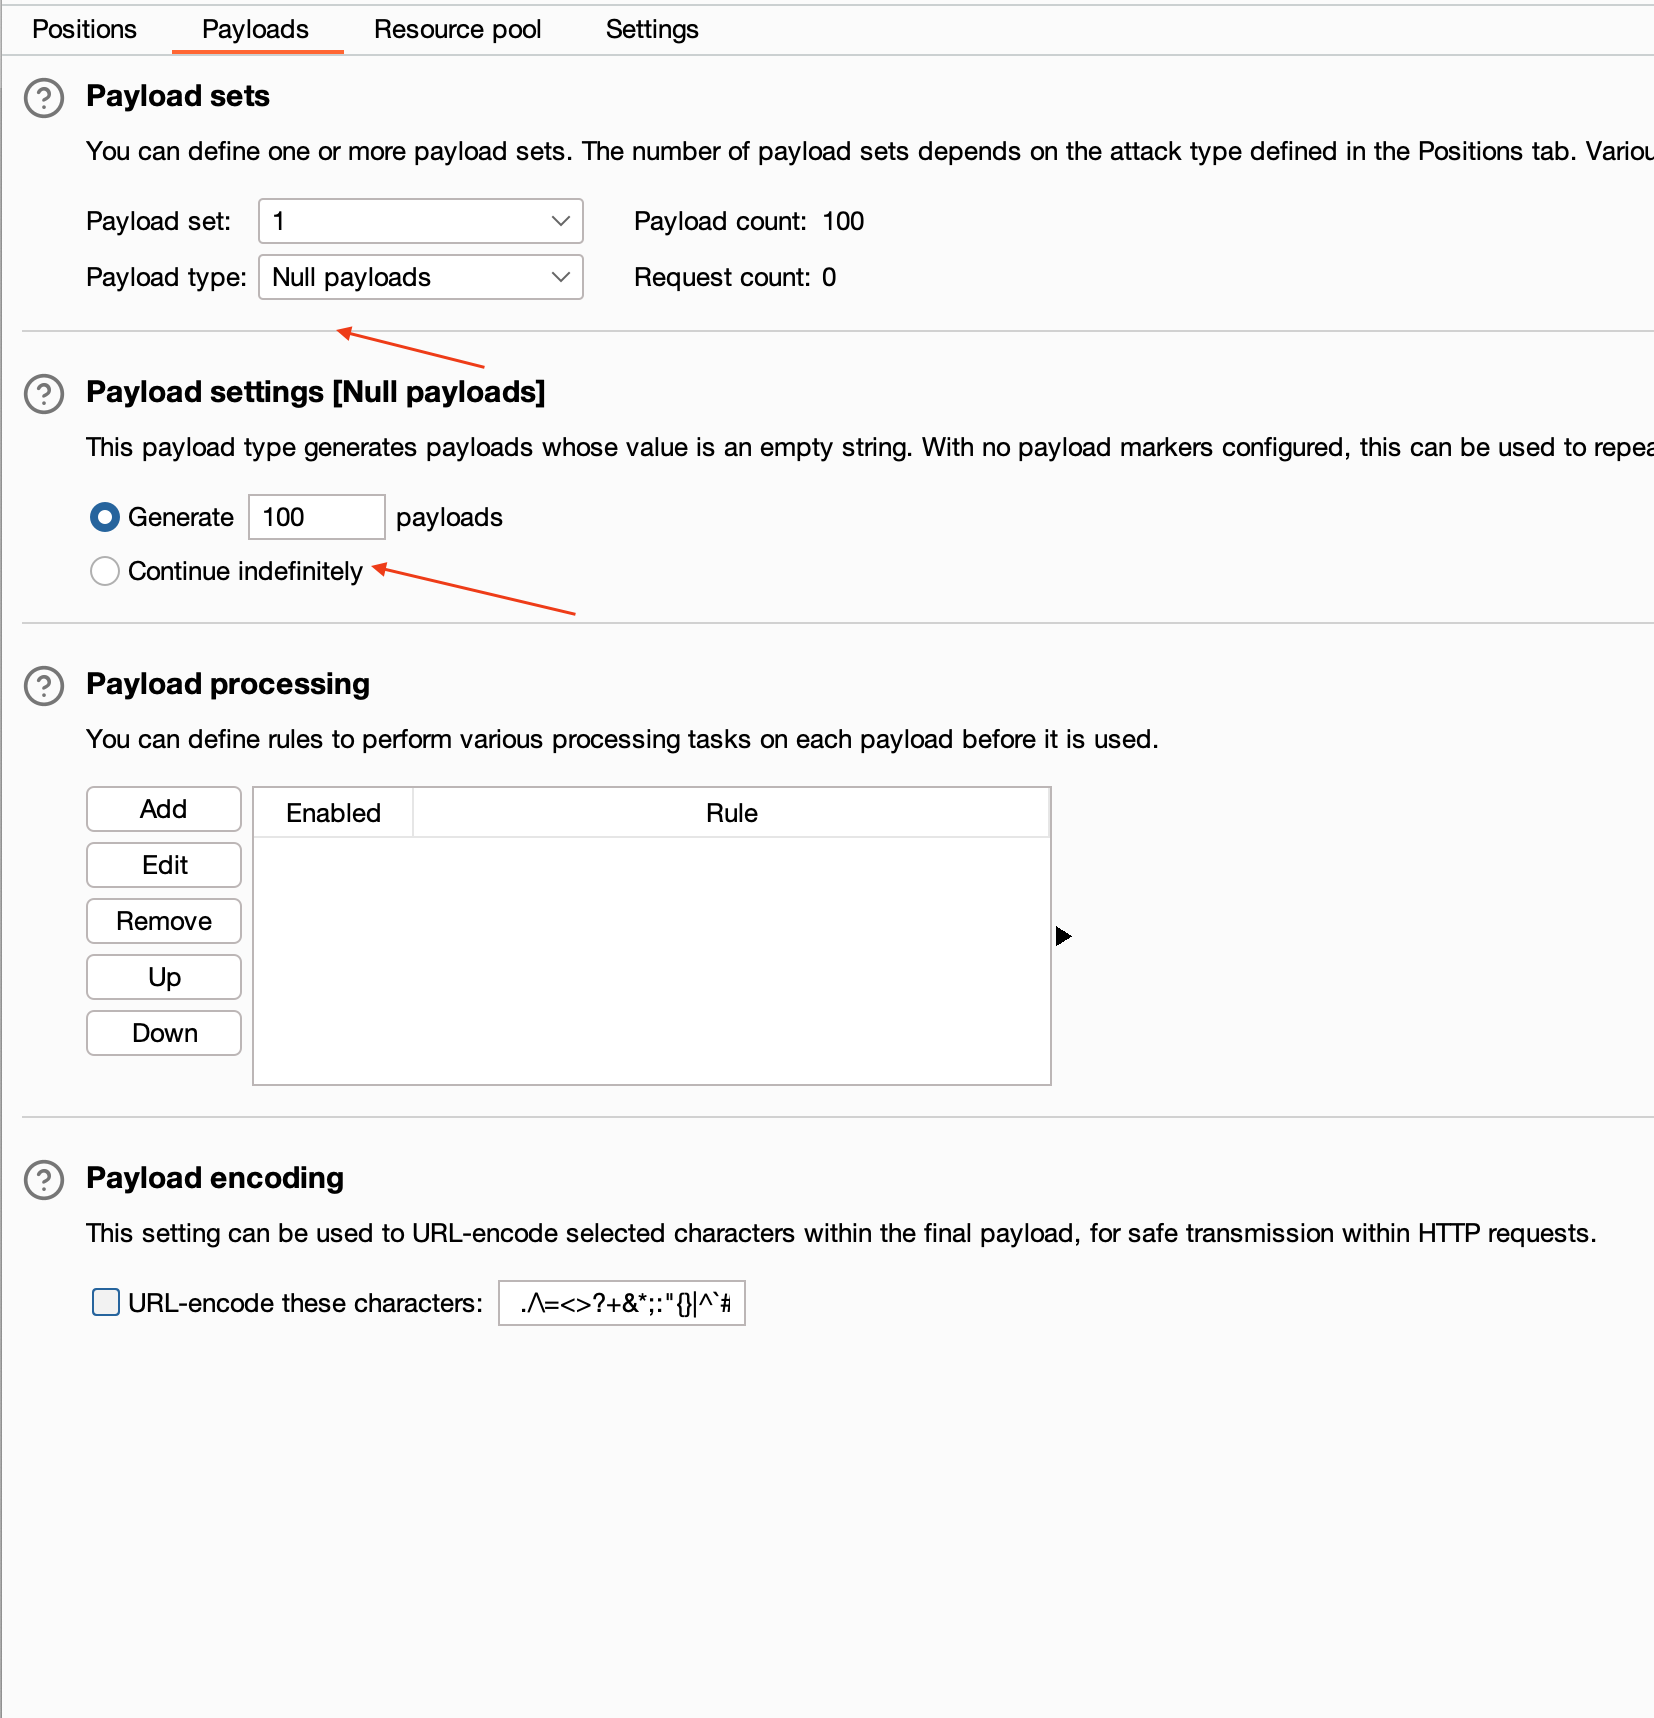 Positions Payloads Resource pool Settings
Payload sets
You can define one or more payload sets. The number of payload sets depends on the attack type defined in the Positions tab. Variou
Payload set: 1 Payload count: 100
Payload type: Null payloads Request count: 0
Payload settings [Null payloads]
This payload type generates payloads whose value is an empty string. With no payload markers configured, this can be used to repea
Generate 100 payloads
Continue indefinitely
Payload processing
You can define rules to perform various processing tasks on each payload before it is used.
Add
Enabled Rule
Edit
Remove
Up
Down
Payload encoding
This setting can be used to URL-encode selected characters within the final payload, for safe transmission within HTTP requests.
URL-encode these characters: ./\=<>?+&*;:"{}|^`#